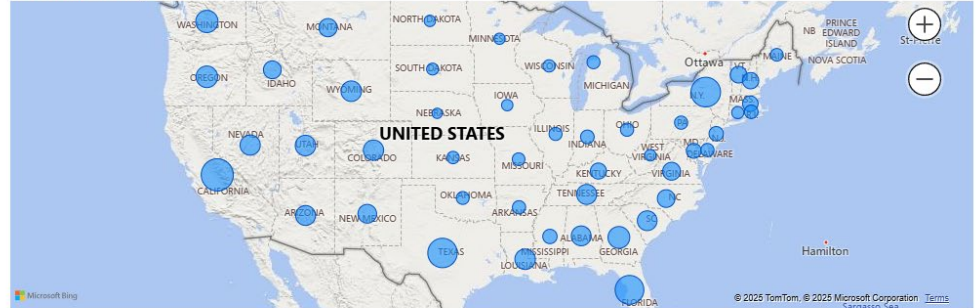 WASHINGTON
MONTANA
NORTH DAKOTA
MINNESOTA
NB
PRINCE
EDWARD
ISLAND
St-Pierre
+
MAINE
NOVA SCOTIA
Ottawa
OREGON
IDAHO
SOUTH DAKOTA
WISCONSIN
MICHIGAN
VT
N.H.
−
WYOMING
N.Y.
MASS.
IOWA
NEBRASKA
PA
OHIO
ILLINOIS
INDIANA
NEVADA
UTAH
UNITED STATES
N.J.
MD
DELAWARE
COLORADO
KANSAS
MISSOURI
WEST
VIRGINIA
KENTUCKY
VIRGINIA
CALIFORNIA
TENNESSEE
OKLAHOMA
NC
ARKANSAS
ARIZONA
NEW MEXICO
SC
MISSISSIPPI
ALABAMA
GEORGIA
TEXAS
LOUISIANA
Hamilton
FLORIDA
Microsoft Bing
© 2025 TomTom, © 2025 Microsoft Corporation Terms
Sargasso Sea